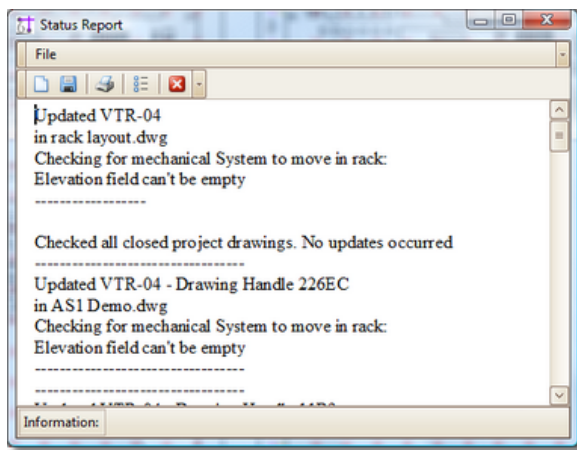 Status Report
File
Updated VTR-04
in rack layout.dwg
Checking for mechanical System to move in rack:
Elevation field can't be empty
------------------
Checked all closed project drawings. No updates occurred
----------------------------------
Updated VTR-04 - Drawing Handle 226EC
in AS1 Demo.dwg
Checking for mechanical System to move in rack:
Elevation field can't be empty
----------------------------------
----------------------------------
Information: